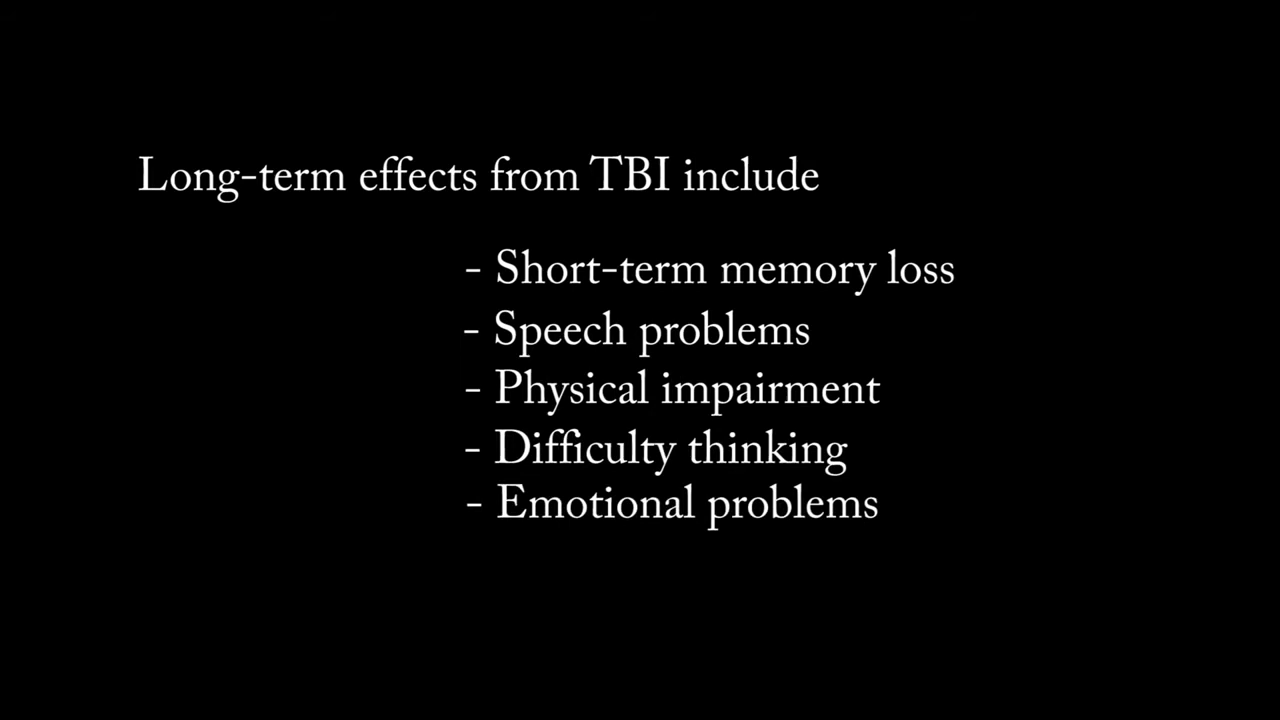 Long-term effects from TBI include
- Short-term memory loss
- Speech problems
- Physical impairment
- Difficulty thinking
- Emotional problems